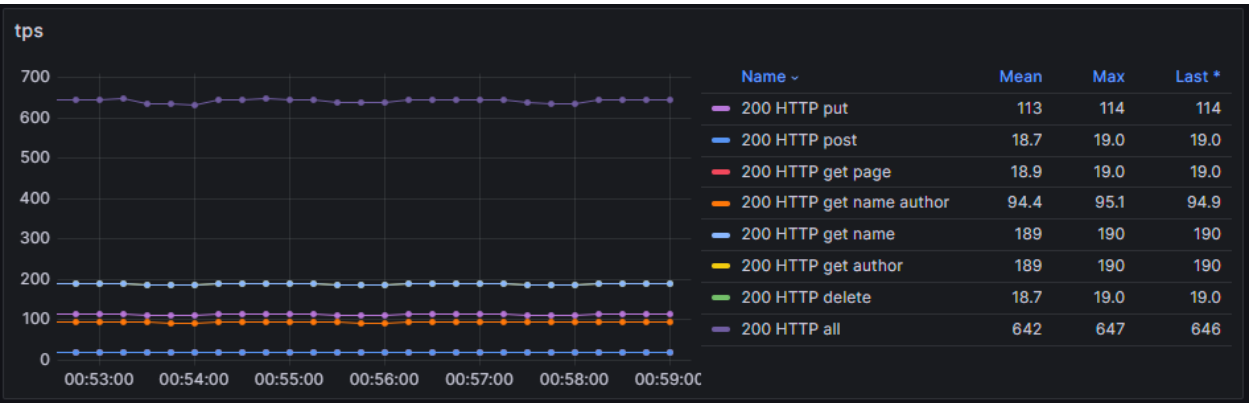 tps
700
600
500
400
300
200
100
0
00:53:00 00:54:00 00:55:00 00:56:00 00:57:00 00:58:00 00:59:00
Name Mean Max Last *
200 HTTP put 113 114 114
200 HTTP post 18.7 19.0 19.0
200 HTTP get page 18.9 19.0 19.0
200 HTTP get name author 94.4 95.1 94.9
200 HTTP get name 189 190 190
200 HTTP get author 189 190 190
200 HTTP delete 18.7 19.0 19.0
200 HTTP all 642 647 646